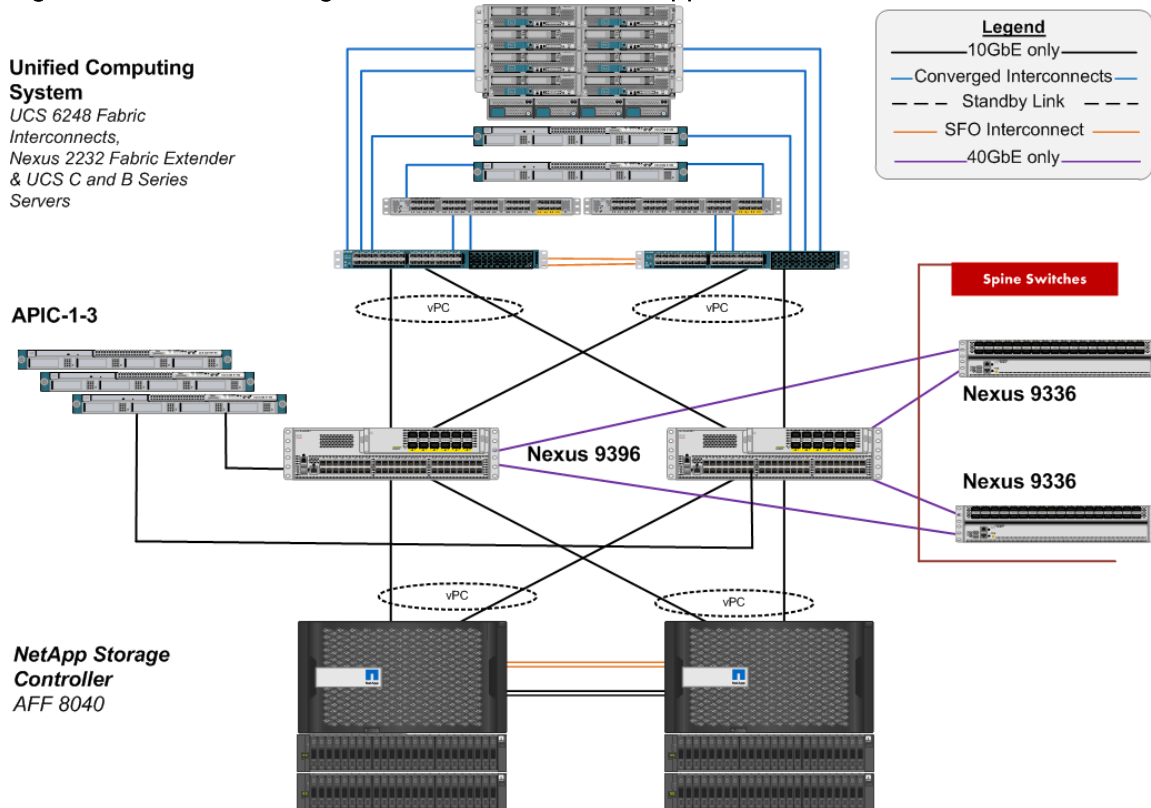 Unified Computing
System
UCS 6248 Fabric
Interconnects,
Nexus 2232 Fabric Extender
& UCS C and B Series
Servers
Legend
10GbE only
Converged Interconnects
Standby Link
SFO Interconnect
40GbE only
vPC
vPC
Spine Switches
APIC-1-3
Nexus 9336
Nexus 9396
Nexus 9336
vPC
vPC
NetApp Storage
Controller
AFF 8040
NetApp
NetApp